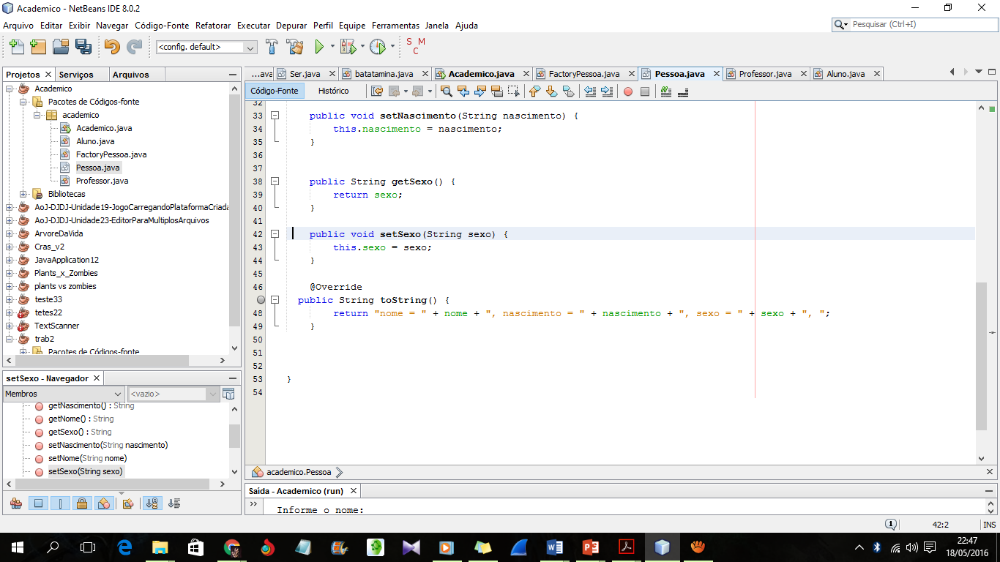 Academico - NetBeans IDE 8.0.2
Arquivo Editar Exibir Navegar Código-Fonte Refatorar Executar Depurar Perfil Equipe Ferramentas Janela Ajuda
Pesquisar (Ctrl+I)
<config. default>
S M
C
Projetos Serviços Arquivos
...ava Ser.java batatamina.java Academico.java FactoryPessoa.java Pessoa.java Professor.java Aluno.java
Código-Fonte Histórico
Academico
Pacotes de Códigos-fonte
academico
Academico.java
Aluno.java
FactoryPessoa.java
Pessoa.java
Professor.java
Bibliotecas
AoJ-DJDJ-Unidade19-JogoCarregandoPlataformaCriada
AoJ-DJDJ-Unidade23-EditorParaMultiplosArquivos
ArvoreDaVida
Cras_v2
JavaApplication12
Plants_x_Zombies
plants vs zombies
teste33
tetes22
TextScanner
trab2
Pacotes de Códigos-fonte
32
33 public void setNascimento(String nascimento) {
34 this.nascimento = nascimento;
35 }
36
37
38 public String getSexo() {
39 return sexo;
40 }
41
42 public void setSexo(String sexo) {
43 this.sexo = sexo;
44 }
45
46 @Override
public String toString() {
48 return "nome = " + nome + ", nascimento = " + nascimento + ", sexo = " + sexo + ", ";
49 }
50
51
52
53 }
54
setSexo - Navegador
Membros <vazio>
getNascimento() : String
getNome() : String
getSexo() : String
setNascimento(String nascimento)
setNome(String nome)
setSexo(String sexo)
academico.Pessoa
Saída - Academico (run)
Informe o nome:
1 42:2 INS
22:47
18/05/2016